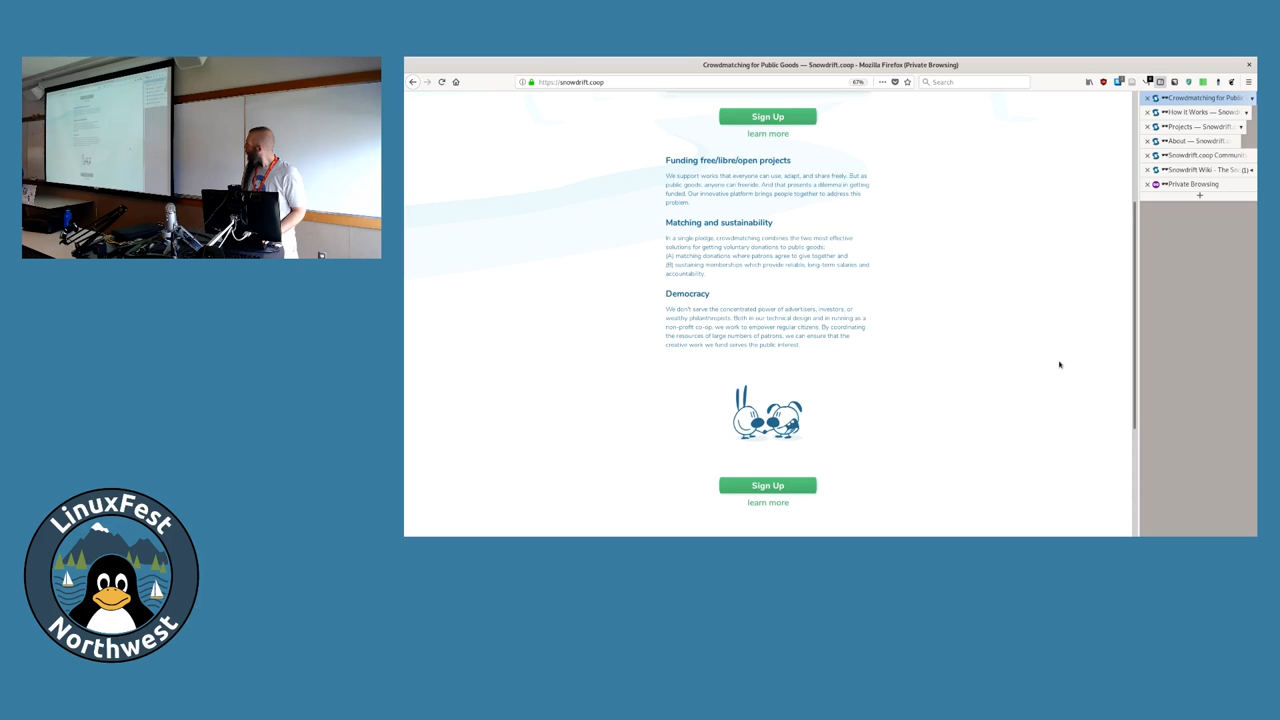 Crowdmatching for Public Goods — Snowdrift.coop - Mozilla Firefox (Private Browsing)
https://snowdrift.coop
67%
Search
Sign Up
learn more
Funding free/libre/open projects
We support works that everyone can use, adapt, and share freely. But as
public goods, anyone can freeride. And that presents a dilemma in getting
funded. Our innovative platform brings people together to address this
problem.
Matching and sustainability
In a single pledge, crowdmatching combines the two most effective
solutions for getting voluntary donations to public goods:
(A) matching donations where patrons agree to give together and
(B) sustaining memberships which provide reliable, long-term salaries and
accountability.
Democracy
We don't serve the concentrated power of advertisers, investors, or
wealthy philanthropists. Both in our technical design and in running as a
non-profit co-op, we work to empower regular citizens. By coordinating
the resources of large numbers of patrons, we can ensure that the
creative work we fund serves the public interest.
Sign Up
learn more
Crowdmatching for Public
How it Works — Snowd
Projects — Snowdrift.
About — Snowdrift.
Snowdrift.coop Communit
Snowdrift Wiki - The Sn (1)
Private Browsing
LinuxFest
Northwest